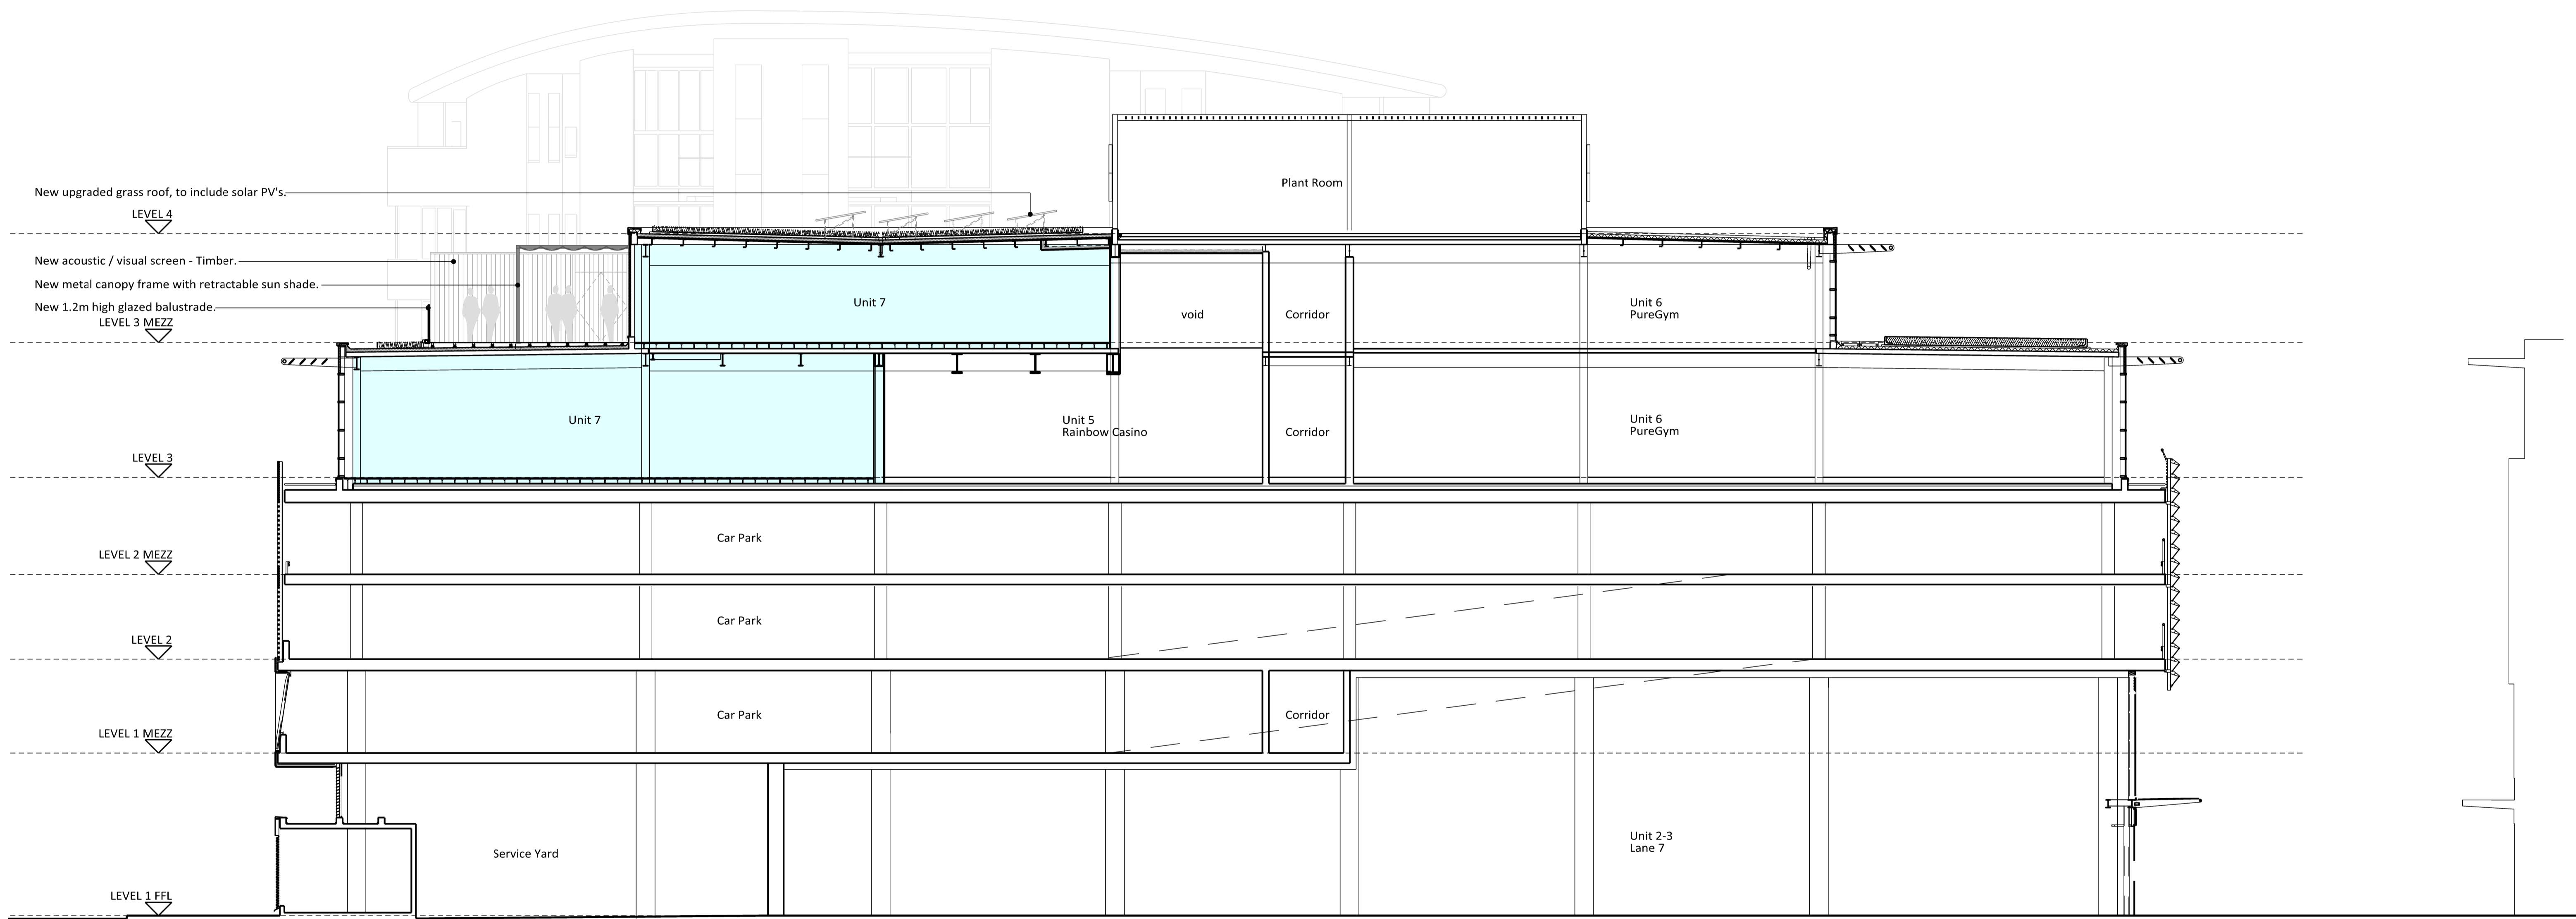 Plant Room
New upgraded grass roof, to include solar PV's.
LEVEL 4
New acoustic / visual screen - Timber.
New metal canopy frame with retractable sun shade.
New 1.2m high glazed balustrade.
LEVEL 3 MEZZ
Unit 7
void
Corridor
Unit 6
PureGym
Unit 7
Unit 5
Rainbow Casino
Corridor
Unit 6
PureGym
LEVEL 3
Car Park
LEVEL 2 MEZZ
Car Park
LEVEL 2
Car Park
Corridor
LEVEL 1 MEZZ
Unit 2-3
Lane 7
Service Yard
LEVEL 1 FFL